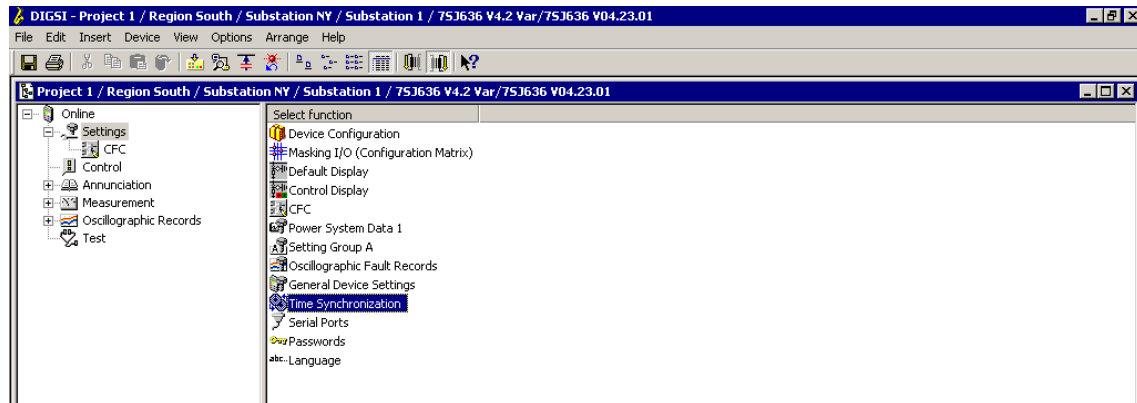 DIGSI - Project 1 / Region South / Substation NY / Substation 1 / 7SJ636 V4.2 Var/7SJ636 V04.23.01
File Edit Insert Device View Options Arrange Help
Project 1 / Region South / Substation NY / Substation 1 / 7SJ636 V4.2 Var/7SJ636 V04.23.01
Online
Settings
CFC
Control
Annunciation
Measurement
Oscillographic Records
Test
Select function
Device Configuration
Masking I/O (Configuration Matrix)
Default Display
Control Display
CFC
Power System Data 1
Setting Group A
Oscillographic Fault Records
General Device Settings
Time Synchronization
Serial Ports
Passwords
abc.. Language